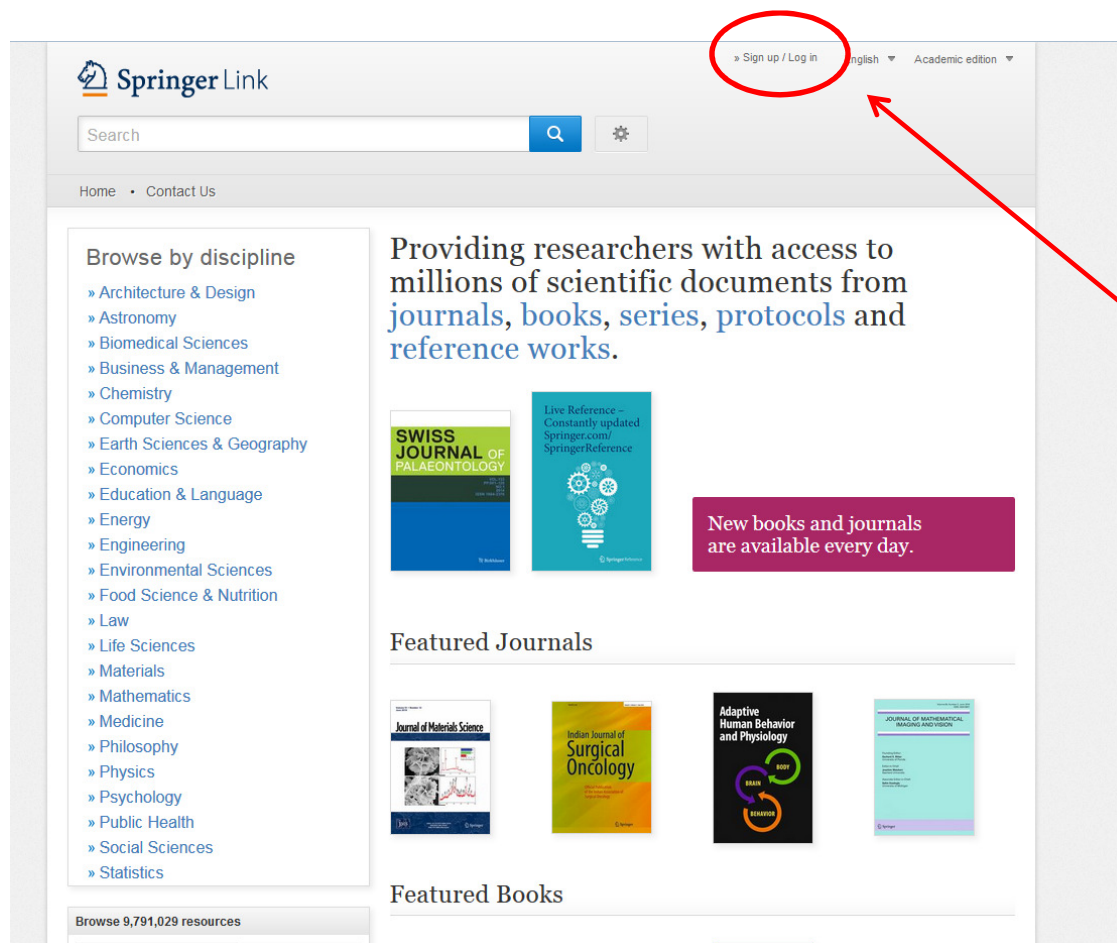 » Sign up / Log in English ▼ Academic edition ▼
Springer Link
Search
Home • Contact Us
Browse by discipline
» Architecture & Design
» Astronomy
» Biomedical Sciences
» Business & Management
» Chemistry
» Computer Science
» Earth Sciences & Geography
» Economics
» Education & Language
» Energy
» Engineering
» Environmental Sciences
» Food Science & Nutrition
» Law
» Life Sciences
» Materials
» Mathematics
» Medicine
» Philosophy
» Physics
» Psychology
» Public Health
» Social Sciences
» Statistics
Browse 9,791,029 resources
Providing researchers with access to
millions of scientific documents from
journals, books, series, protocols and
reference works.
SWISS
JOURNAL OF
PALAEONTOLOGY
Live Reference –
Constantly updated
Springer.com/
SpringerReference
New books and journals
are available every day.
Featured Journals
Journal of Materials Science
Springer
Indian Journal of
Surgical
Oncology
Springer
Adaptive
Human Behavior
and Physiology
BODY
BRAIN
BEHAVIOR
JOURNAL OF MATHEMATICAL
IMAGING AND VISION
Springer
Featured Books